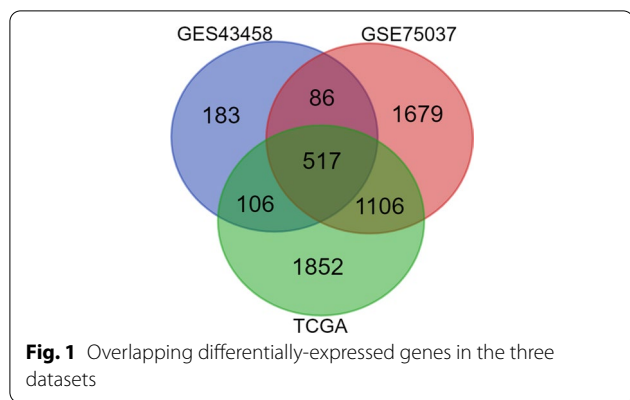 GES43458
GSE75037
183
86
1679
517
106
1106
1852
TCGA
Fig. 1 Overlapping differentially-expressed genes in the three
datasets